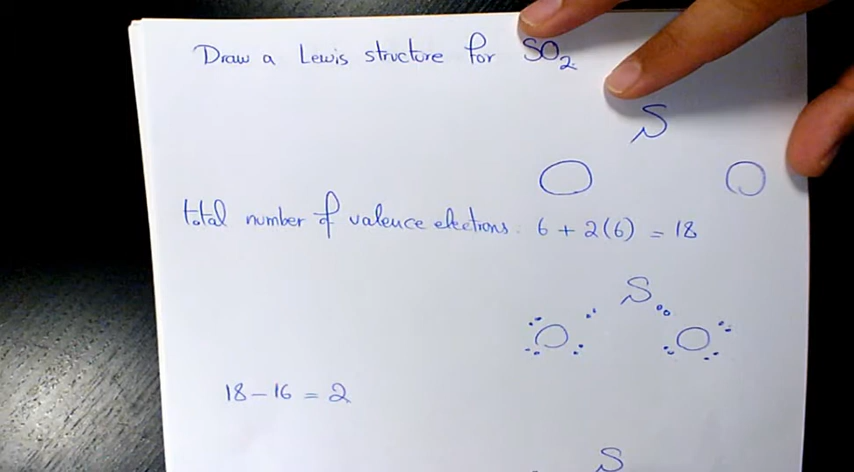 Draw a Lewis structure for SO₂
S
O O
total number of valence electrons: 6 + 2(6) = 18
S
O O
18 - 16 = 2
S